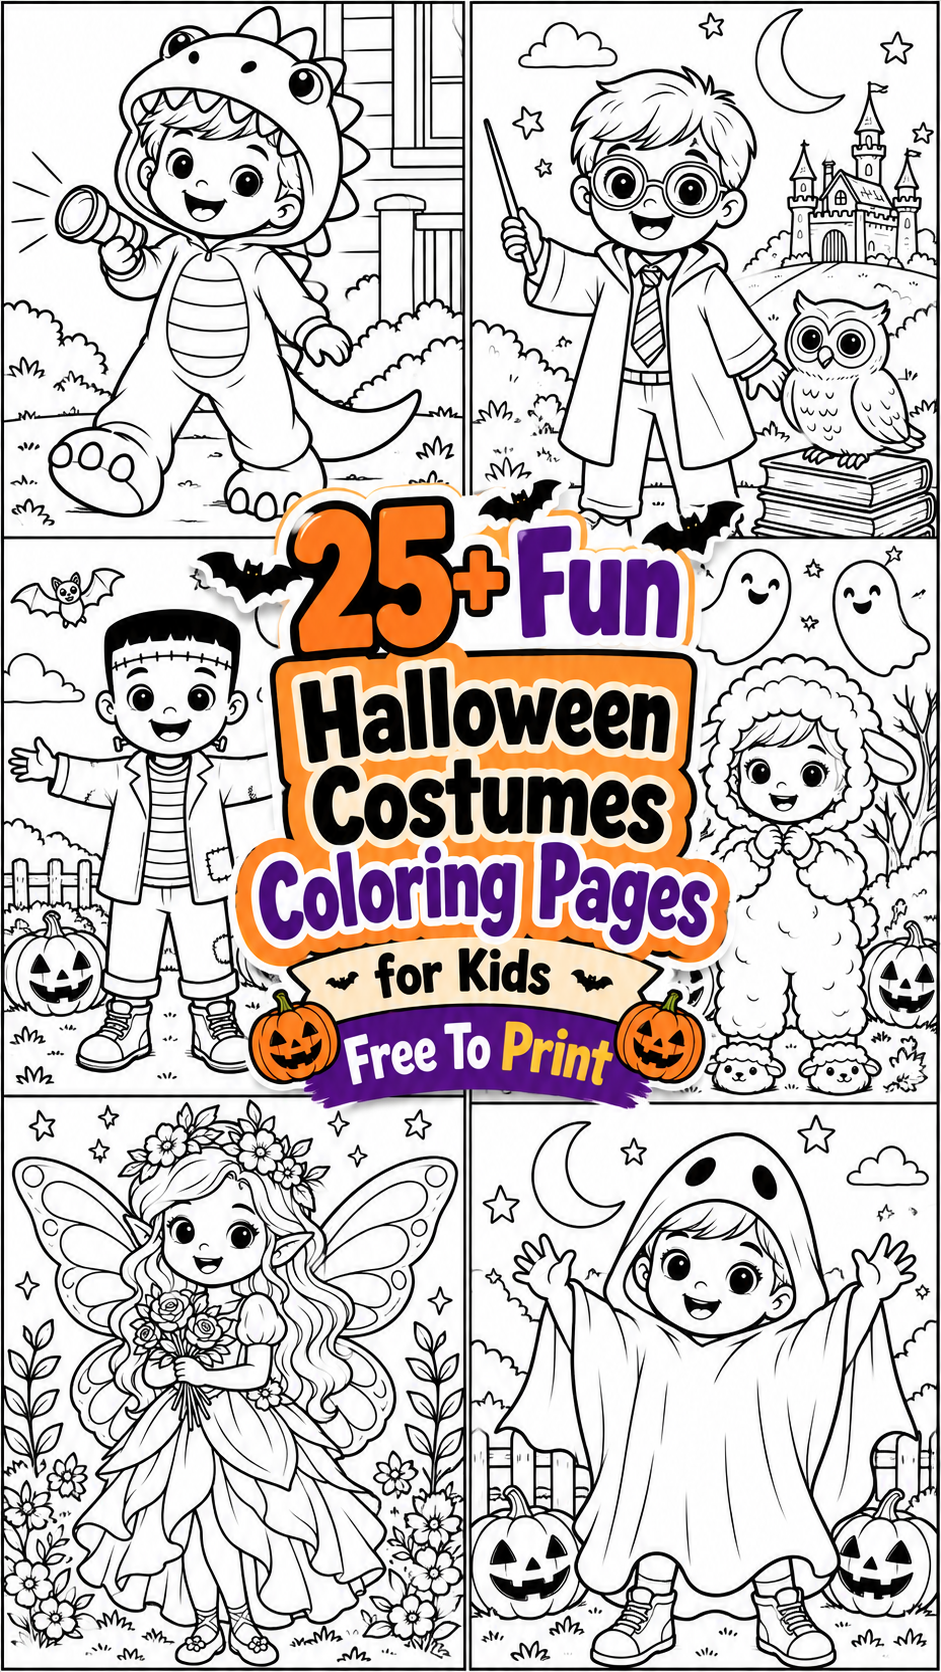 25+ Fun
Halloween
Costumes
Coloring Pages
for Kids
Free To Print